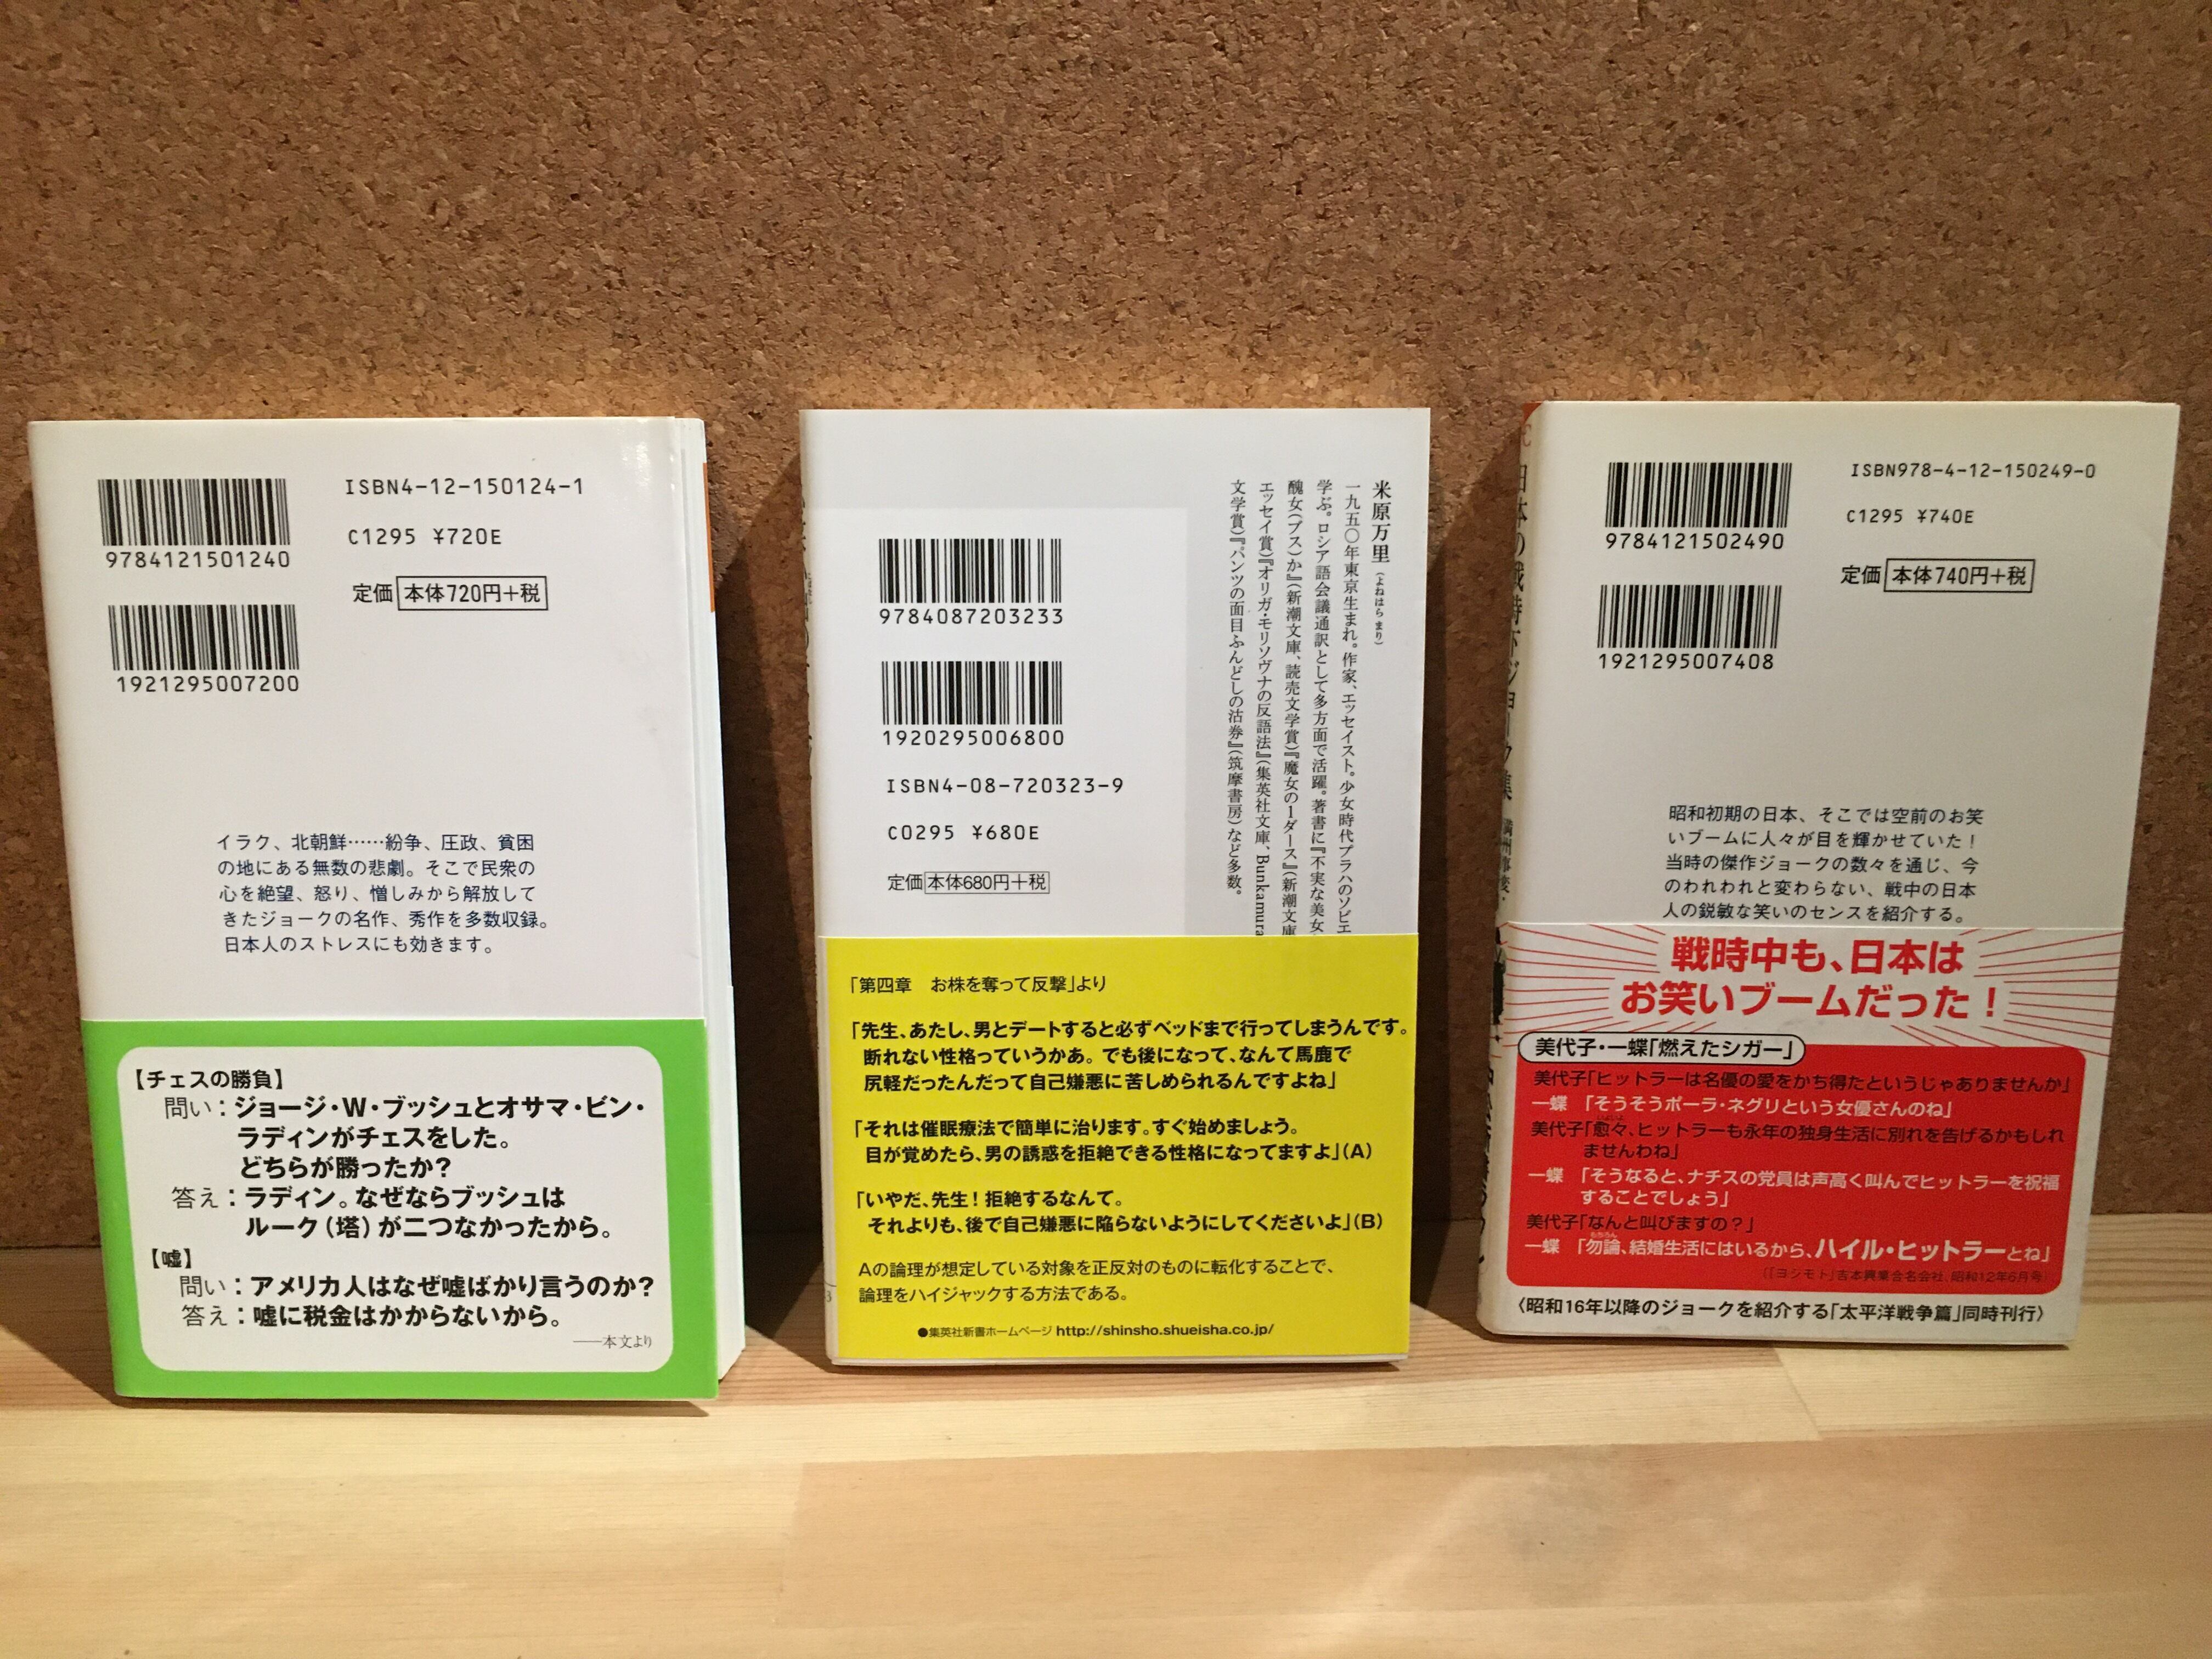 9784121501240
1921295007200
ISBN4-12-150124-1
C1295 ¥720E
定価 本体720円+税
イラク、北朝鮮……紛争、圧政、貧困
の地にある無数の悲劇。そこで民衆の
心を絶望、怒り、憎しみから解放して
きたジョークの名作、秀作を多数収録。
日本人のストレスにも効きます。
【チェスの勝負】
問い：ジョージ・W・ブッシュとオサマ・ビン・
ラディンがチェスをした。
どちらが勝ったか？
答え：ラディン。なぜならブッシュは
ルーク（塔）が二つなかったから。
【嘘】
問い：アメリカ人はなぜ嘘ばかり言うのか？
答え：嘘に税金はかからないから。
——本文より
米原万里（よねはら まり）
一九五〇年東京生まれ。作家、エッセイスト。少女時代プラハのソビエ
学ぶ。ロシア語会議通訳として多方面で活躍。著書に『不実な美女
醜女（ブス）か』（新潮文庫、読売文学賞）『魔女の1ダース』（新潮文庫
エッセイ賞）『オリガ・モリソヴナの反語法』（集英社文庫、Bunkamura
文学賞）『パンツの面目ふんどしの沽券』（筑摩書房）など多数。
9784087203233
1920295006800
ISBN4-08-720323-9
C0295 ¥680E
定価 本体680円+税
「第四章　お株を奪って反撃」より
「先生、あたし、男とデートすると必ずベッドまで行ってしまうんです。
断れない性格っていうかあ。でも後になって、なんて馬鹿で
尻軽だったんだって自己嫌悪に苦しめられるんですよね」
「それは催眠療法で簡単に治ります。すぐ始めましょう。
目が覚めたら、男の誘惑を拒絶できる性格になってますよ」（A）
「いやだ、先生！拒絶するなんて。
それよりも、後で自己嫌悪に陥らないようにしてくださいよ」（B）
Aの論理が想定している対象を正反対のものに転化することで、
論理をハイジャックする方法である。
●集英社新書ホームページ http://shinsho.shueisha.co.jp/
日本の戦時下ジョーク集 満州事変・
9784121502490
1921295007408
ISBN978-4-12-150249-0
C1295 ¥740E
定価 本体740円+税
昭和初期の日本、そこでは空前のお笑
いブームに人々が目を輝かせていた！
当時の傑作ジョークの数々を通じ、今
のわれわれと変わらない、戦中の日本
人の鋭敏な笑いのセンスを紹介する。
戦時中も、日本は
お笑いブームだった！
美代子・一蝶「燃えたシガー」
美代子「ヒットラーは名優の愛をかち得たというじゃありませんか」
一蝶　「そうそうポーラ・ネグリという女優さんのね」
美代子「愈々、ヒットラーも永年の独身生活に別れを告げるかもしれ
ませんわね」
一蝶　「そうなると、ナチスの党員は声高く叫んでヒットラーを祝福
することでしょう」
美代子「なんと叫びますの？」
一蝶　「勿論、結婚生活にはいるから、ハイル・ヒットラーとね」
（『ヨシモト』吉本興業合名会社、昭和12年6月号）
〈昭和16年以降のジョークを紹介する「太平洋戦争篇」同時刊行〉